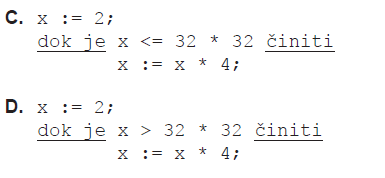 C. x := 2;
dok je x <= 32 * 32 činiti
x := x * 4;
D. x := 2;
dok je x > 32 * 32 činiti
x := x * 4;